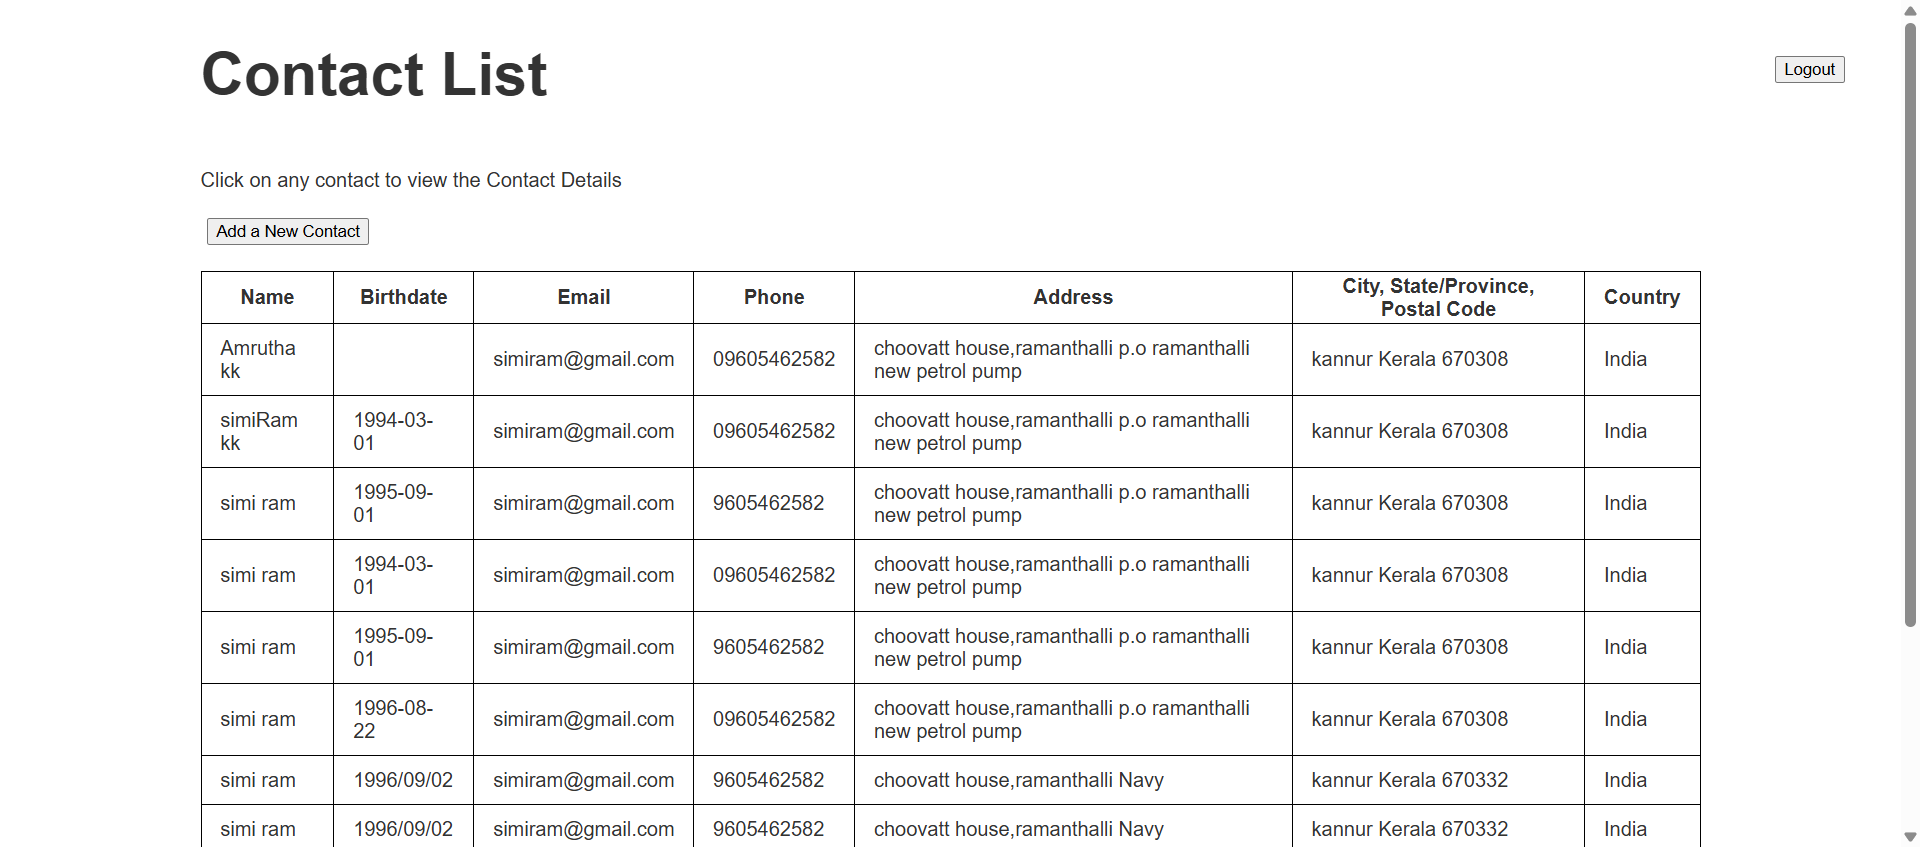 Contact List
Logout
Click on any contact to view the Contact Details
Add a New Contact
Name Birthdate Email Phone Address City, State/Province, Postal Code Country
Amrutha kk simiram@gmail.com 09605462582 choovatt house,ramanthalli p.o ramanthalli new petrol pump kannur Kerala 670308 India
simiRam kk 1994-03-01 simiram@gmail.com 09605462582 choovatt house,ramanthalli p.o ramanthalli new petrol pump kannur Kerala 670308 India
simi ram 1995-09-01 simiram@gmail.com 9605462582 choovatt house,ramanthalli p.o ramanthalli new petrol pump kannur Kerala 670308 India
simi ram 1994-03-01 simiram@gmail.com 09605462582 choovatt house,ramanthalli p.o ramanthalli new petrol pump kannur Kerala 670308 India
simi ram 1995-09-01 simiram@gmail.com 9605462582 choovatt house,ramanthalli p.o ramanthalli new petrol pump kannur Kerala 670308 India
simi ram 1996-08-22 simiram@gmail.com 09605462582 choovatt house,ramanthalli p.o ramanthalli new petrol pump kannur Kerala 670308 India
simi ram 1996/09/02 simiram@gmail.com 9605462582 choovatt house,ramanthalli Navy kannur Kerala 670332 India
simi ram 1996/09/02 simiram@gmail.com 9605462582 choovatt house,ramanthalli Navy kannur Kerala 670332 India